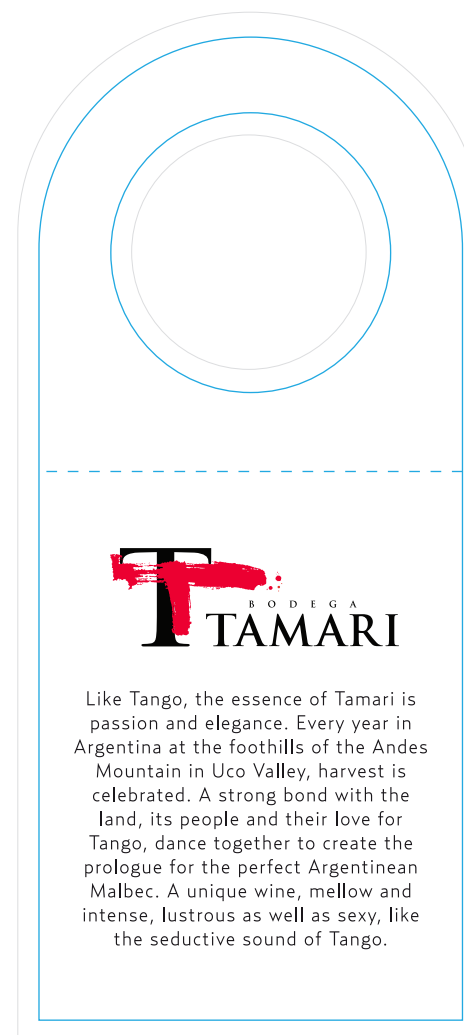 BODEGA
TAMARI
Like Tango, the essence of Tamari is
passion and elegance. Every year in
Argentina at the foothills of the Andes
Mountain in Uco Valley, harvest is
celebrated. A strong bond with the
land, its people and their love for
Tango, dance together to create the
prologue for the perfect Argentinean
Malbec. A unique wine, mellow and
intense, lustrous as well as sexy, like
the seductive sound of Tango.